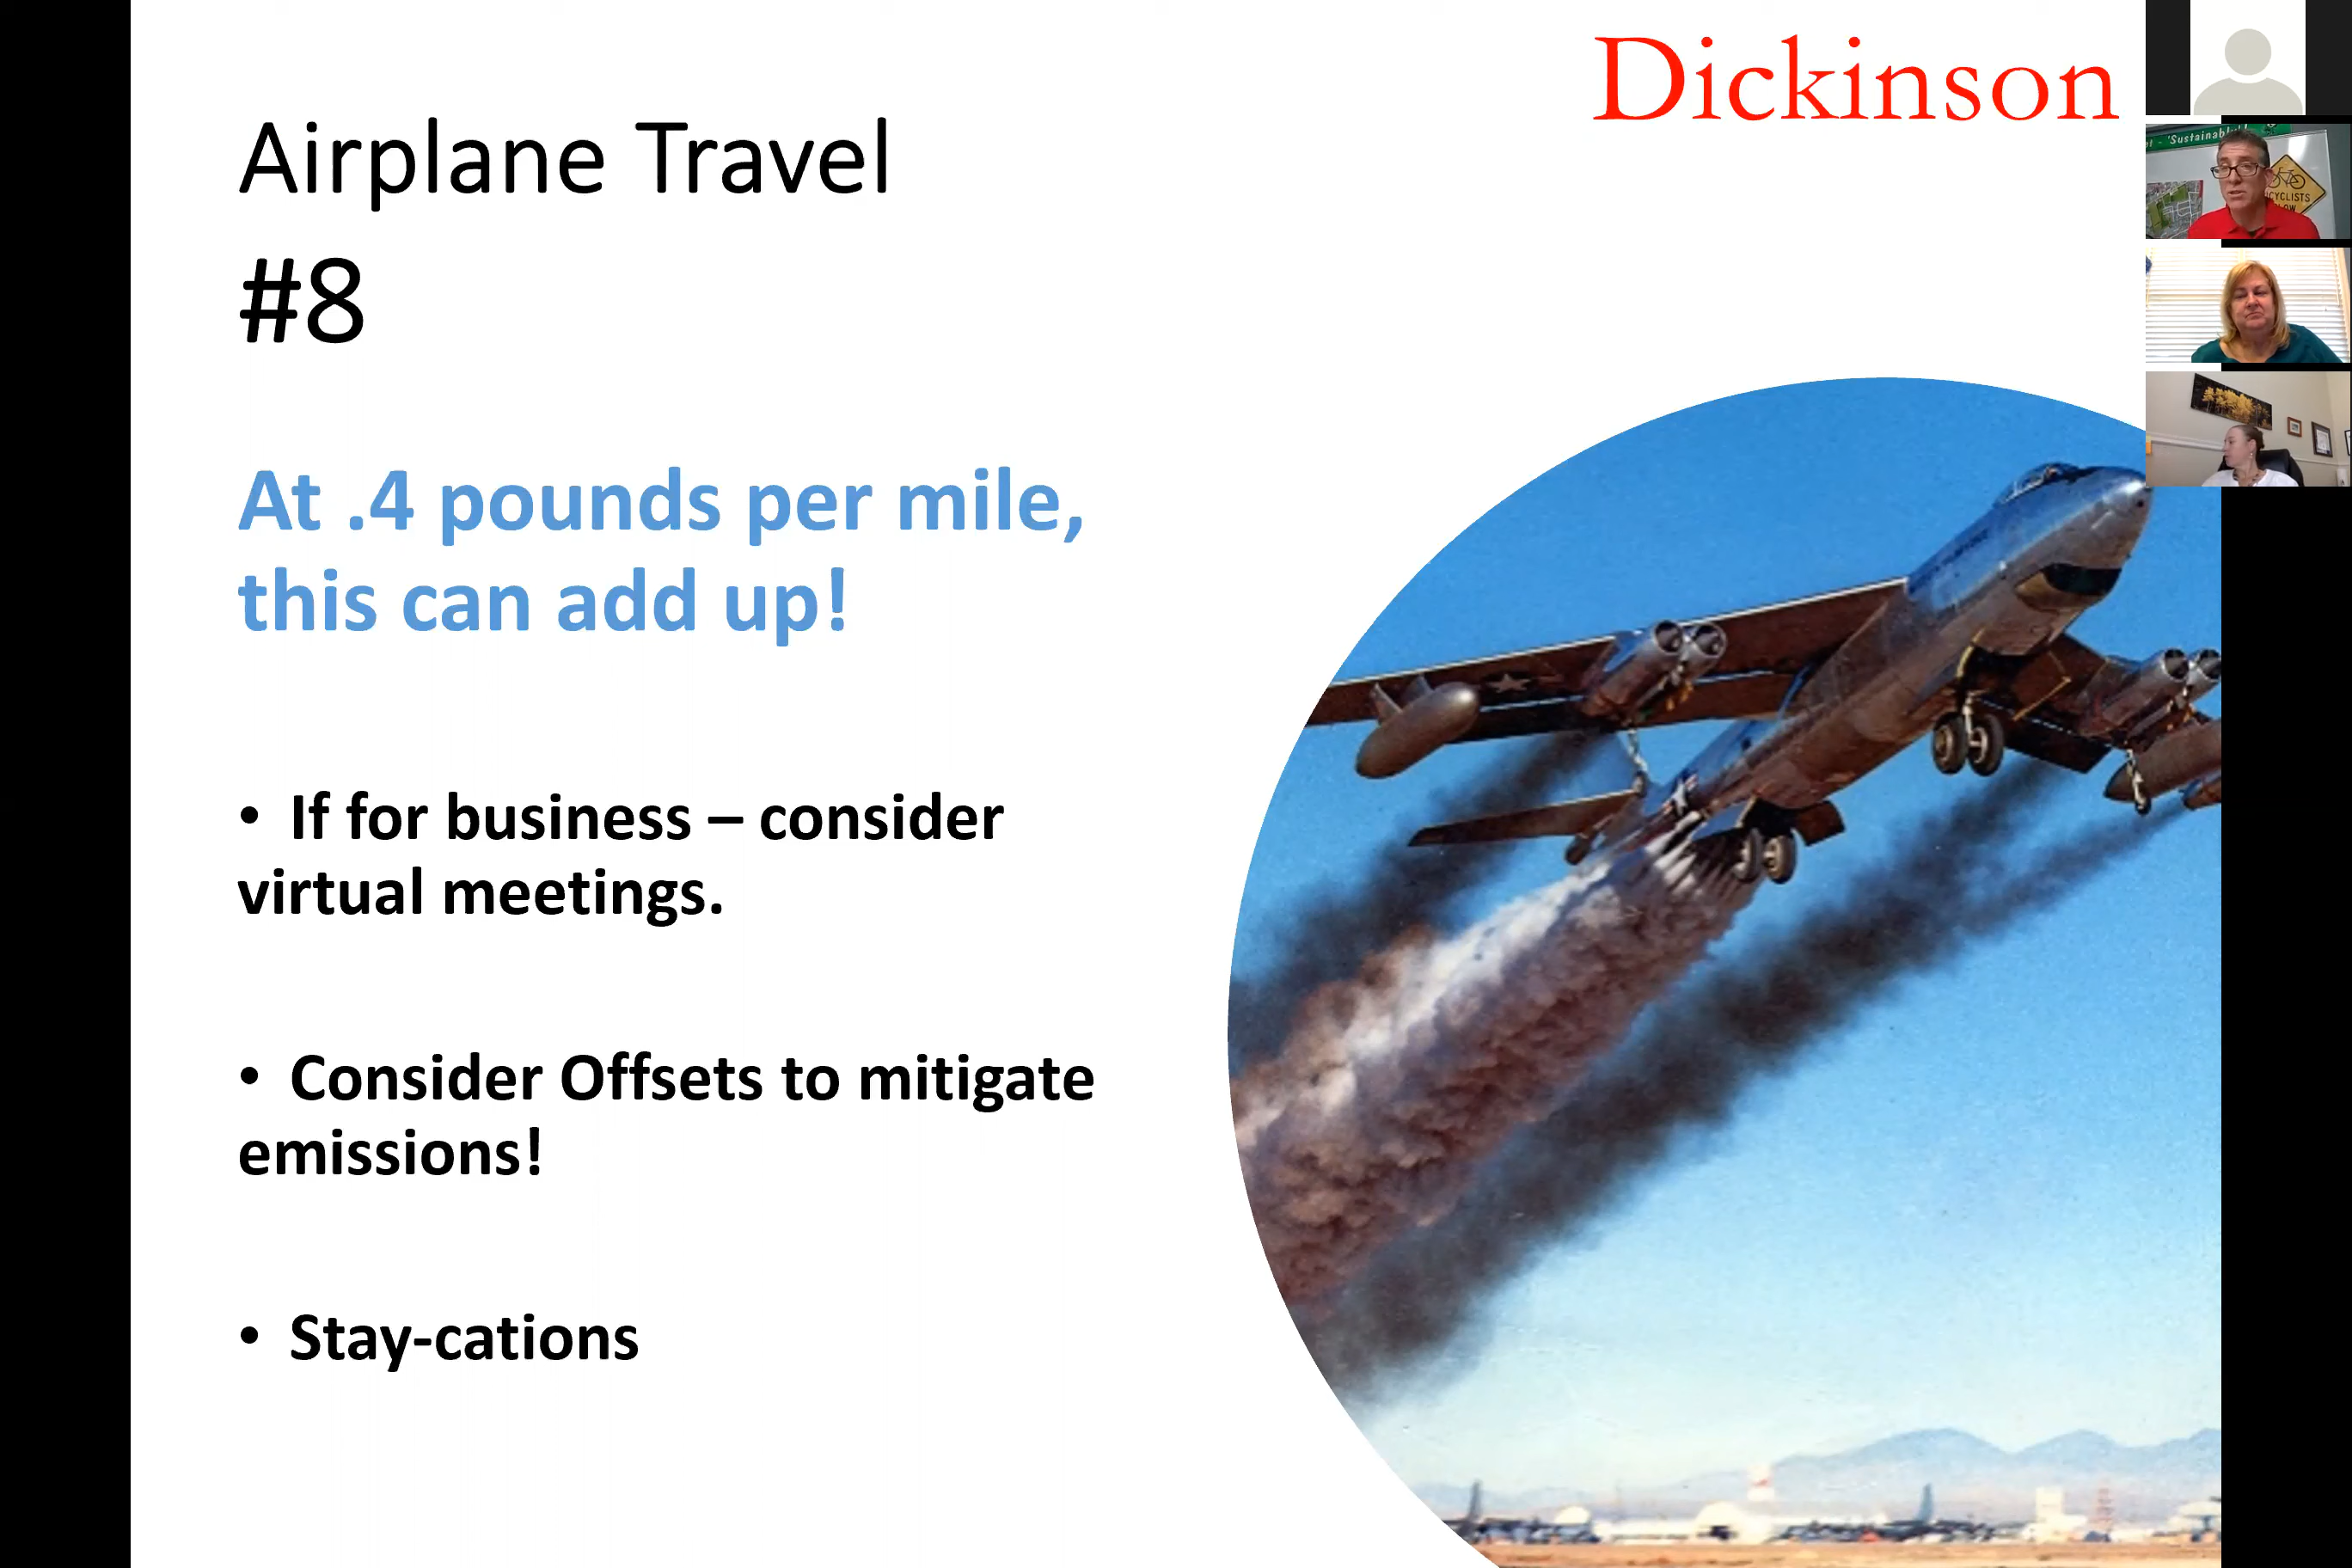 Dickinson
Airplane Travel
#8
At .4 pounds per mile,
this can add up!
• If for business – consider
virtual meetings.
• Consider Offsets to mitigate
emissions!
• Stay-cations
'Sustainable'